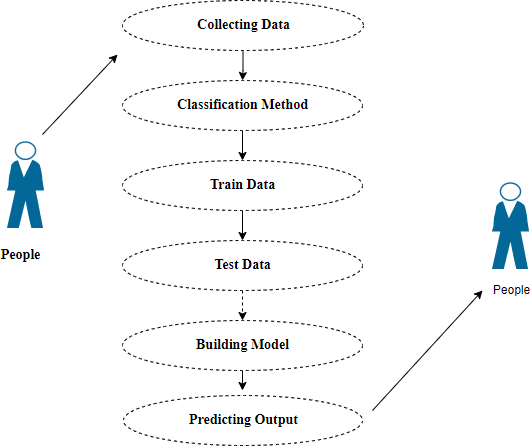 Collecting Data
Classification Method
Train Data
People
Test Data
People
Building Model
Predicting Output